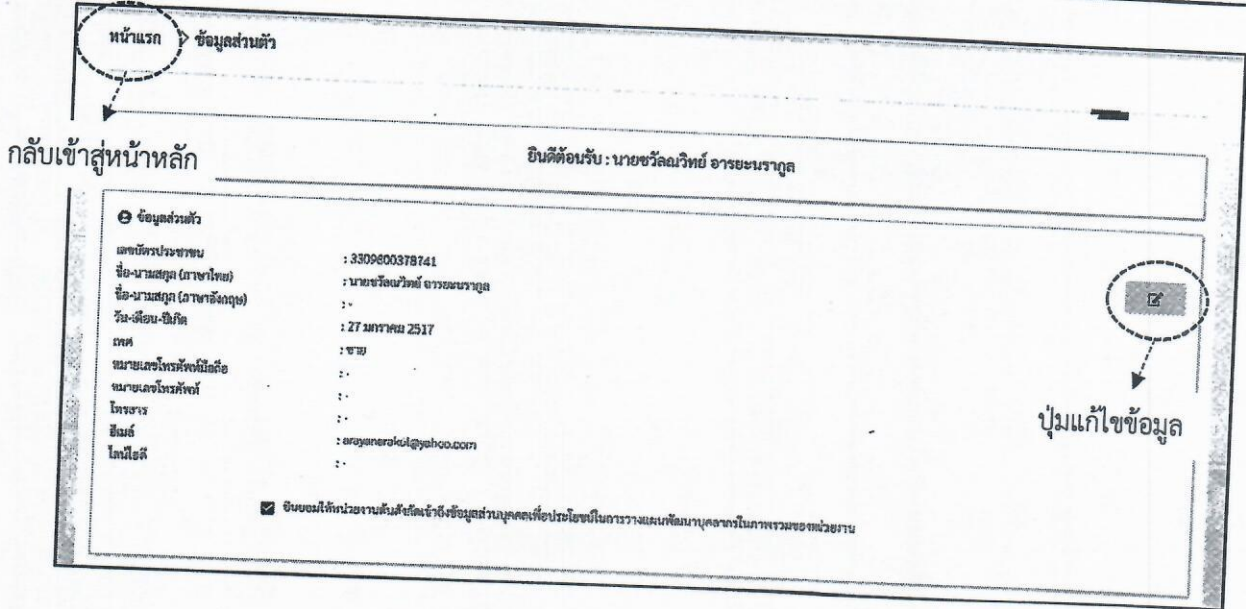 หน้าแรก > ข้อมูลส่วนตัว
กลับเข้าสู่หน้าหลัก
ยินดีต้อนรับ : นายชวัลณวิทย์ อารยะนรากูล
ข้อมูลส่วนตัว
เลขบัตรประชาชน : 3309800378741
ชื่อ-นามสกุล (ภาษาไทย) : นายชวัลณวิทย์ อารยะนรากูล
ชื่อ-นามสกุล (ภาษาอังกฤษ) : -
วัน-เดือน-ปีเกิด : 27 มกราคม 2517
เพศ : ชาย
หมายเลขโทรศัพท์มือถือ : -
หมายเลขโทรศัพท์ : -
โทรสาร : -
อีเมล์ : arayanarakul@yahoo.com
ไลน์ไอดี : -
ปุ่มแก้ไขข้อมูล
ยินยอมให้หน่วยงานต้นสังกัดเข้าถึงข้อมูลส่วนบุคคลเพื่อประโยชน์ในการวางแผนพัฒนาบุคลากรในภาพรวมของหน่วยงาน